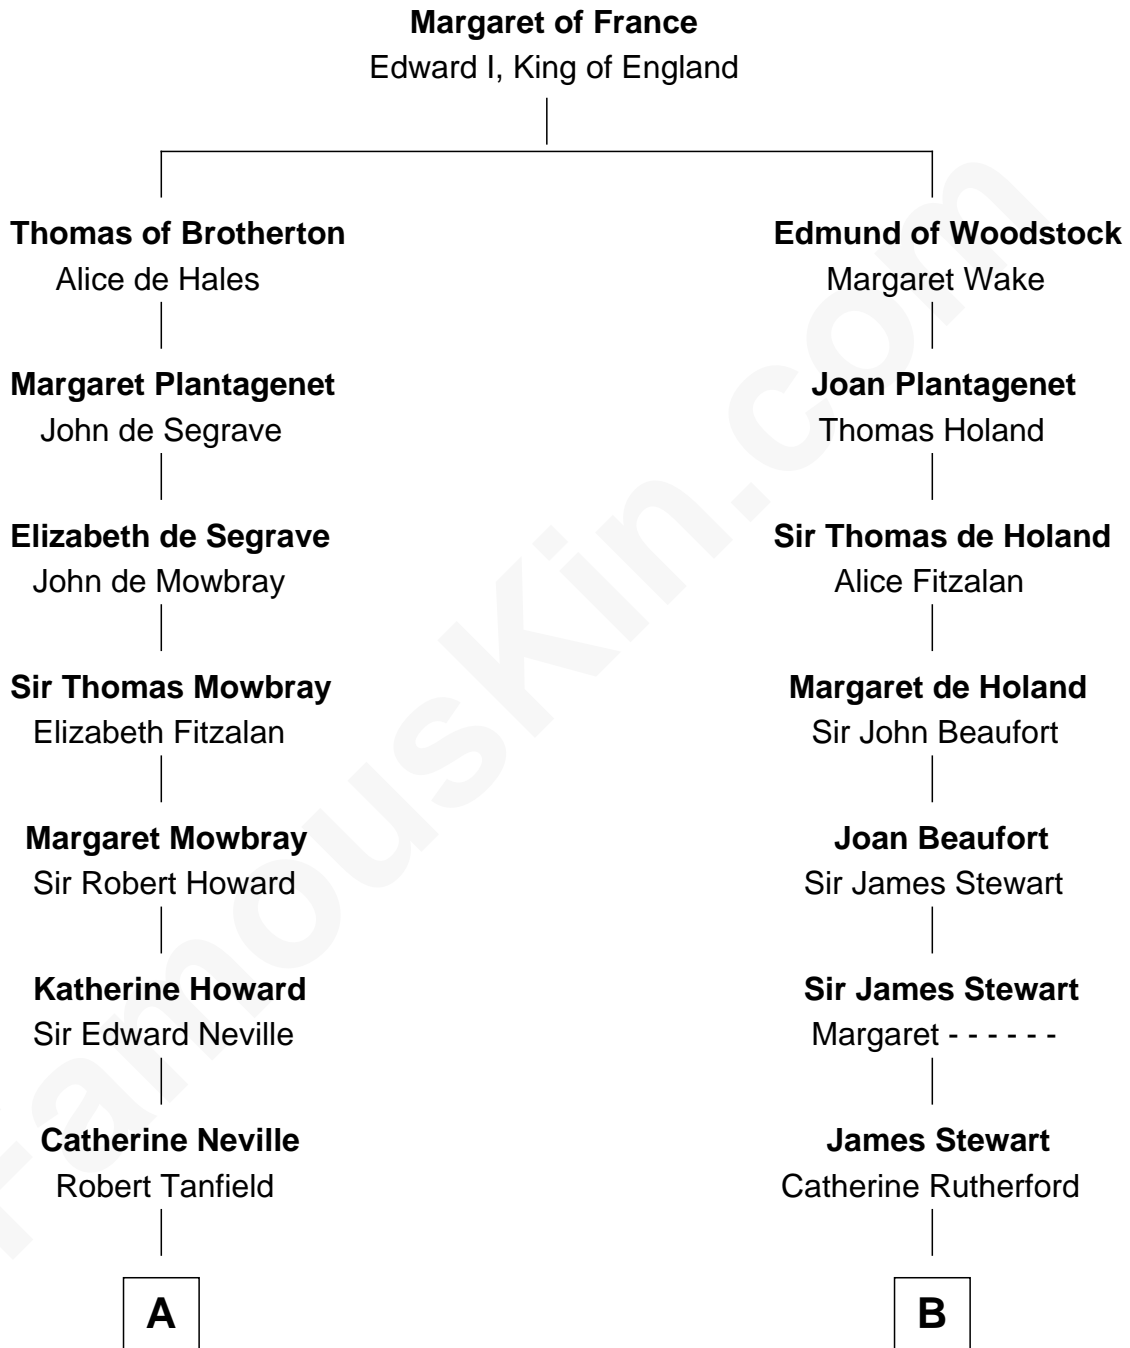 Margaret of France
Edward I, King of England
Thomas of Brotherton
Alice de Hales
Edmund of Woodstock
Margaret Wake
Margaret Plantagenet
John de Segrave
Joan Plantagenet
Thomas Holand
Elizabeth de Segrave
John de Mowbray
Sir Thomas de Holand
Alice Fitzalan
Sir Thomas Mowbray
Elizabeth Fitzalan
Margaret de Holand
Sir John Beaufort
Margaret Mowbray
Sir Robert Howard
Joan Beaufort
Sir James Stewart
Katherine Howard
Sir Edward Neville
Sir James Stewart
Margaret - - - - - -
Catherine Neville
Robert Tanfield
James Stewart
Catherine Rutherford
A
B
FamousKin.com